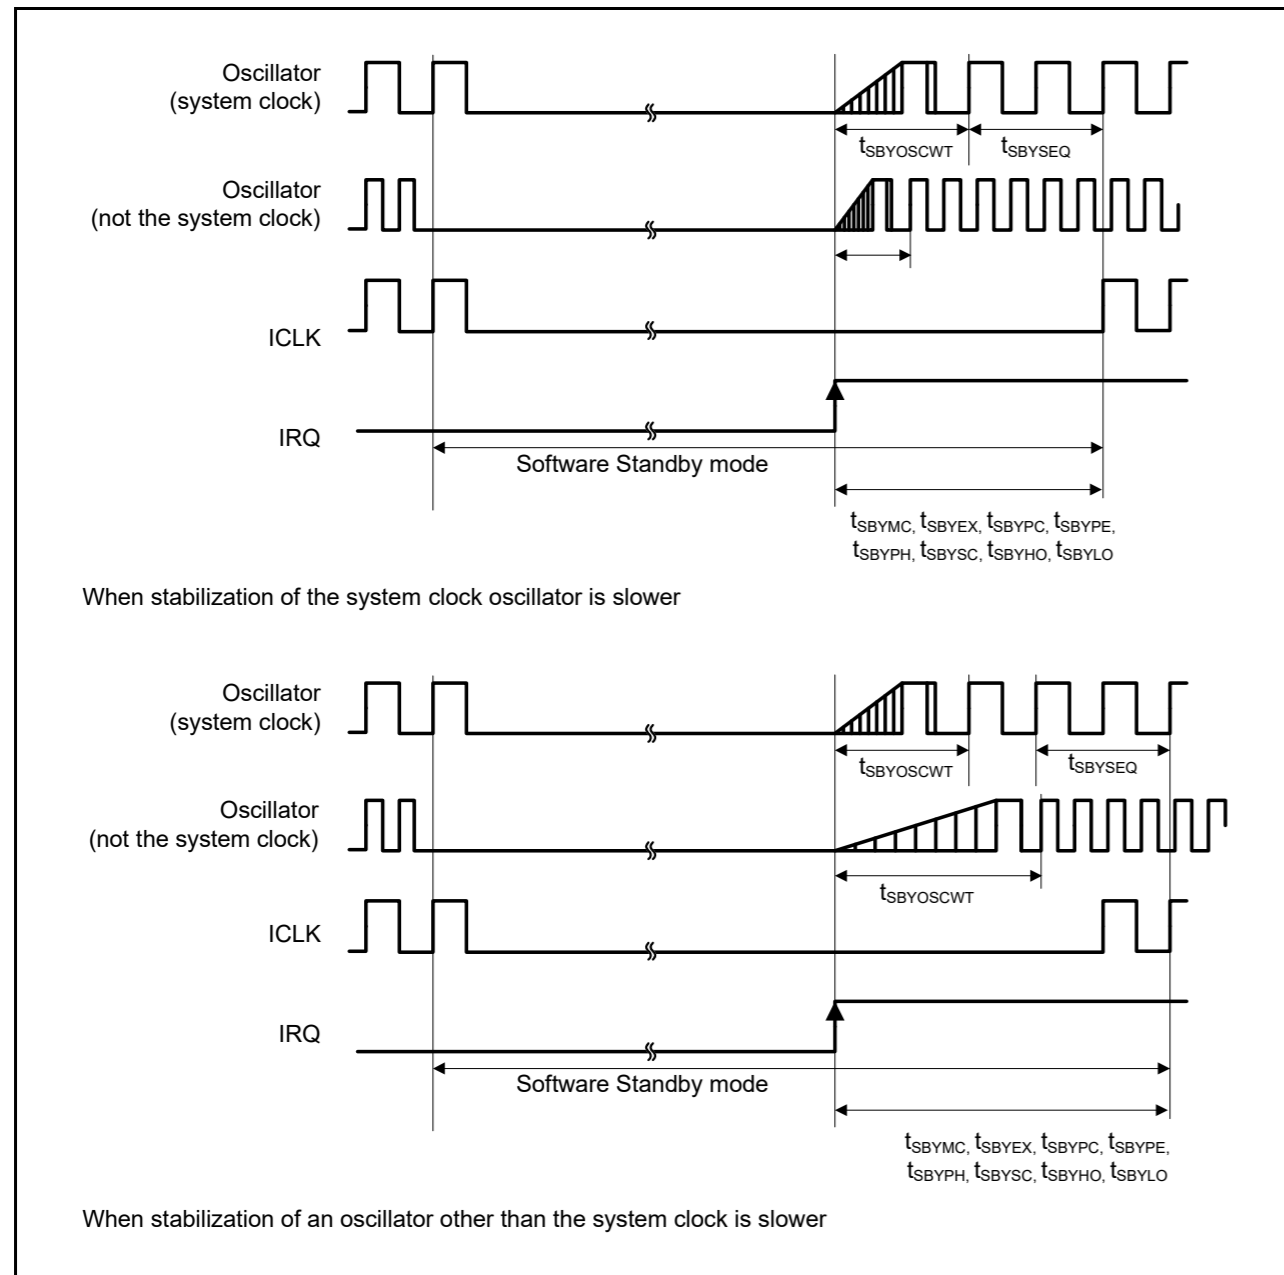 Oscillator
(system clock)
tSBYOSCWT
tSBYSEQ
Oscillator
(not the system clock)
ICLK
IRQ
Software Standby mode
tSBYMC, tSBYEX, tSBYPC, tSBYPE,
tSBYPH, tSBYSC, tSBYHO, tSBYLO
When stabilization of the system clock oscillator is slower
Oscillator
(system clock)
tSBYOSCWT
tSBYSEQ
Oscillator
(not the system clock)
tSBYOSCWT
ICLK
IRQ
Software Standby mode
tSBYMC, tSBYEX, tSBYPC, tSBYPE,
tSBYPH, tSBYSC, tSBYHO, tSBYLO
When stabilization of an oscillator other than the system clock is slower